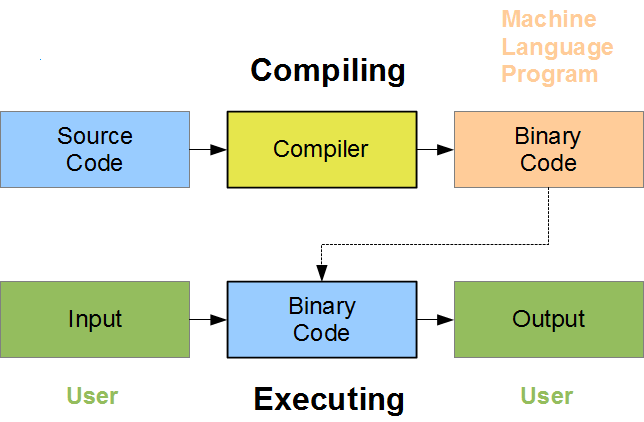 Machine
Language
Program
Compiling
Source
Code
Compiler
Binary
Code
Input
Binary
Code
Output
User
Executing
User